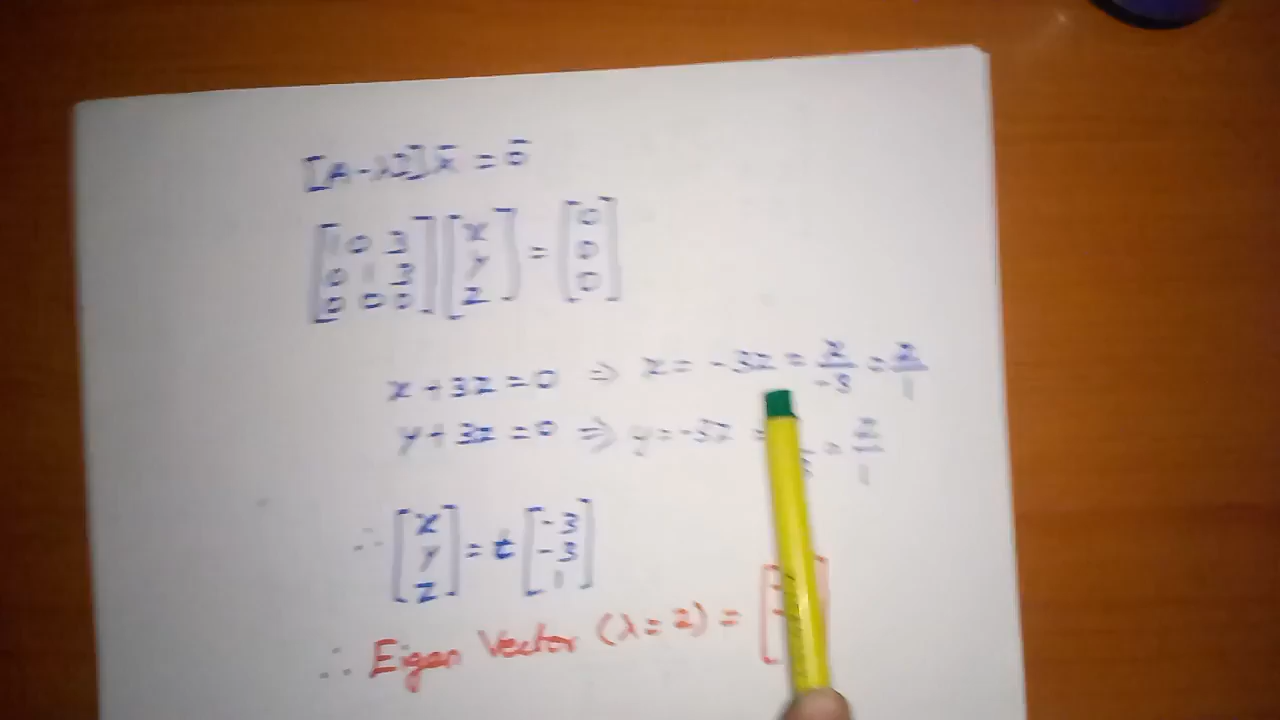 [A-λI]x̄ = ō
[1 0 3] [x] = [0]
[0 1 3] [y] [0]
[0 0 0] [z] [0]
x + 3z = 0 ⇒ x = -3z = x/-3 = z/1
y + 3z = 0 ⇒ y = -3z = = z/1
∴ [x] = t [-3]
[y] [-3]
[z] [1]
∴ Eigen Vector (λ = 2) =